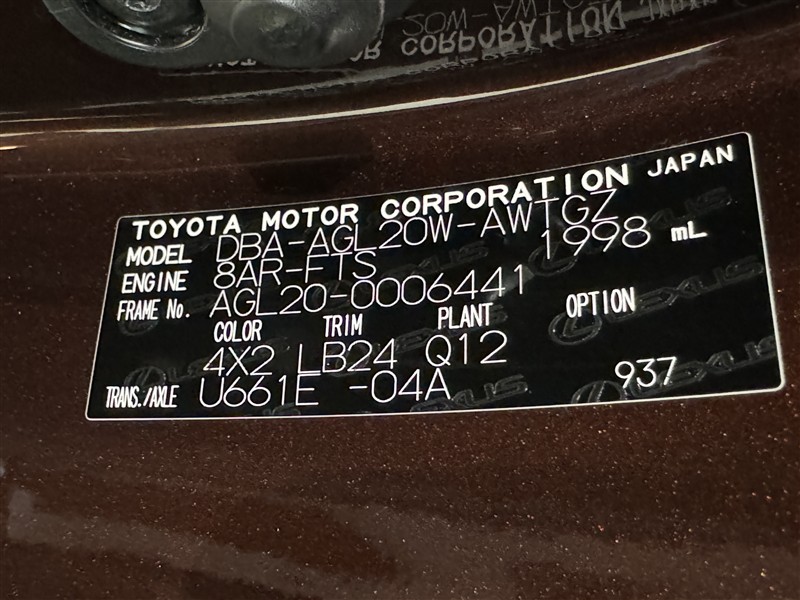 TOYOTA MOTOR CORPORATION JAPAN
MODEL DBA-AGL20W-AWTGZ
ENGINE 8AR-FTS 1998 mL
FRAME No. AGL20-0006441
COLOR TRIM PLANT OPTION
4X2 LB24 Q12
TRANS./AXLE U661E -04A 937
LEXUS